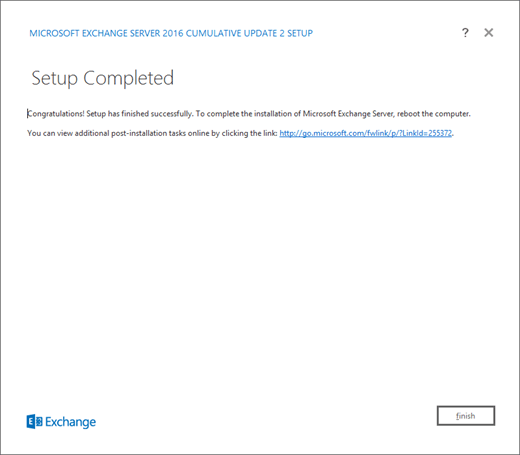 MICROSOFT EXCHANGE SERVER 2016 CUMULATIVE UPDATE 2 SETUP
?
Setup Completed
Congratulations! Setup has finished successfully. To complete the installation of Microsoft Exchange Server, reboot the computer.
You can view additional post-installation tasks online by clicking the link: http://go.microsoft.com/fwlink/p/?LinkId=255372.
Exchange
finish